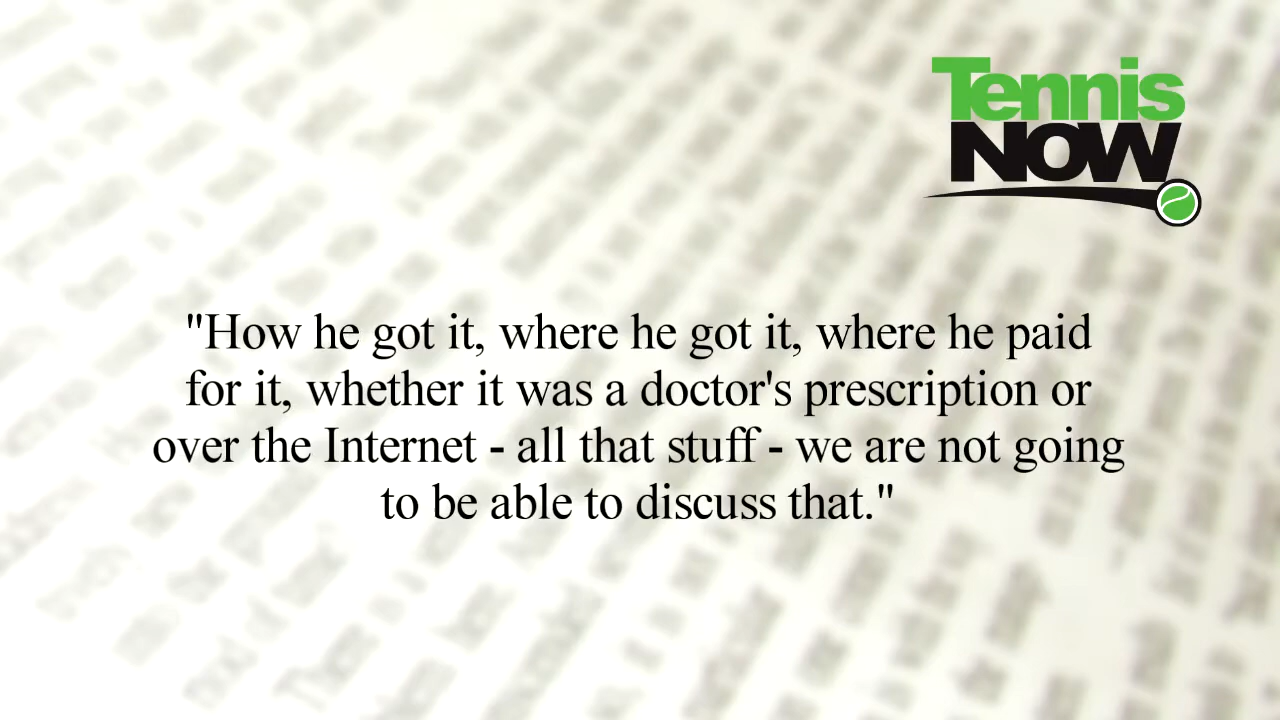 Tennis
NOW
"How he got it, where he got it, where he paid
for it, whether it was a doctor's prescription or
over the Internet - all that stuff - we are not going
to be able to discuss that."